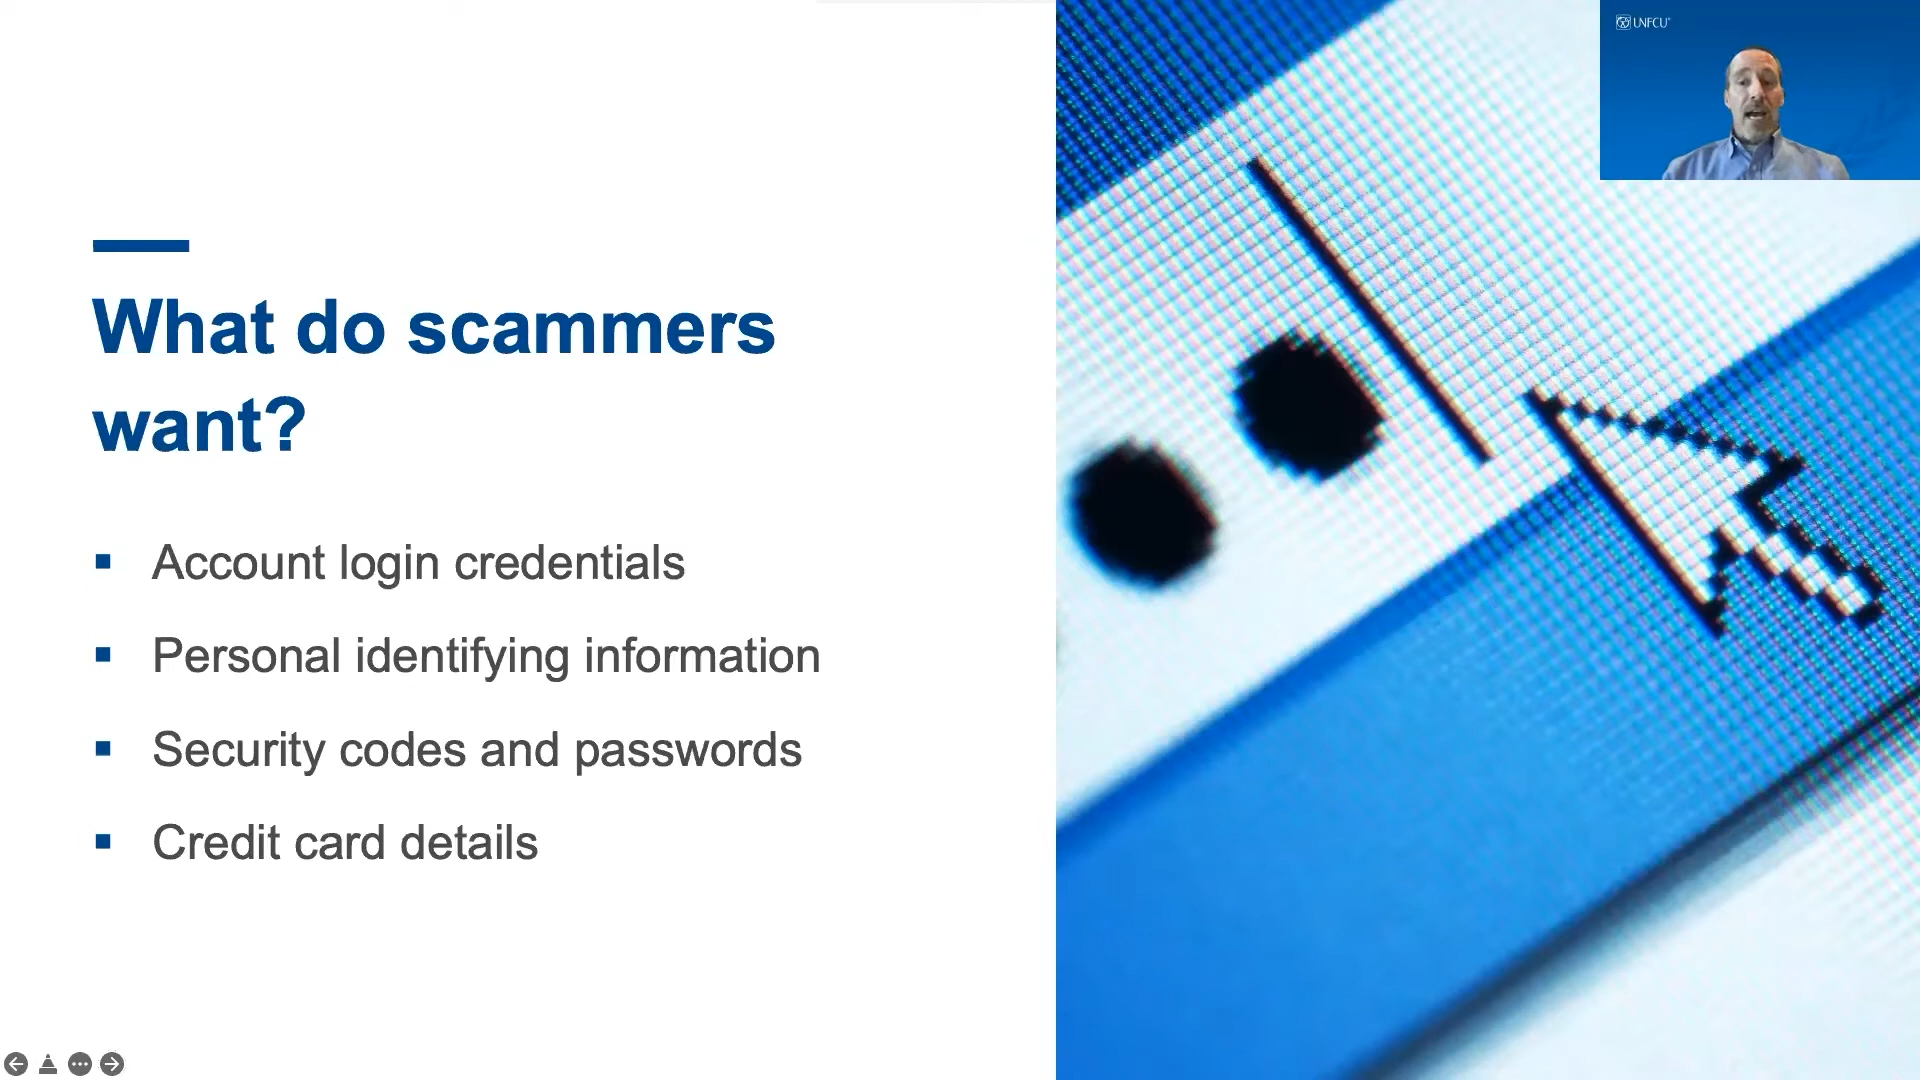 UNFCU®
What do scammers
want?
▪ Account login credentials
▪ Personal identifying information
▪ Security codes and passwords
▪ Credit card details